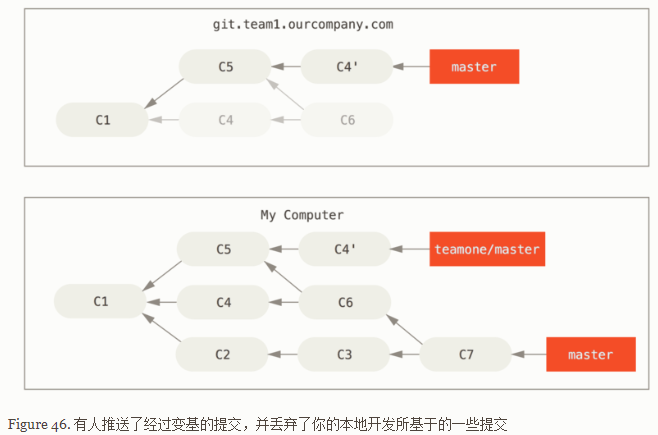 git.team1.ourcompany.com
C5
C4'
master
C1
C4
C6
My Computer
C5
C4'
teamone/master
C1
C4
C6
C2
C3
C7
master
Figure 46. 有人推送了经过变基的提交，并丢弃了你的本地开发所基于的一些提交